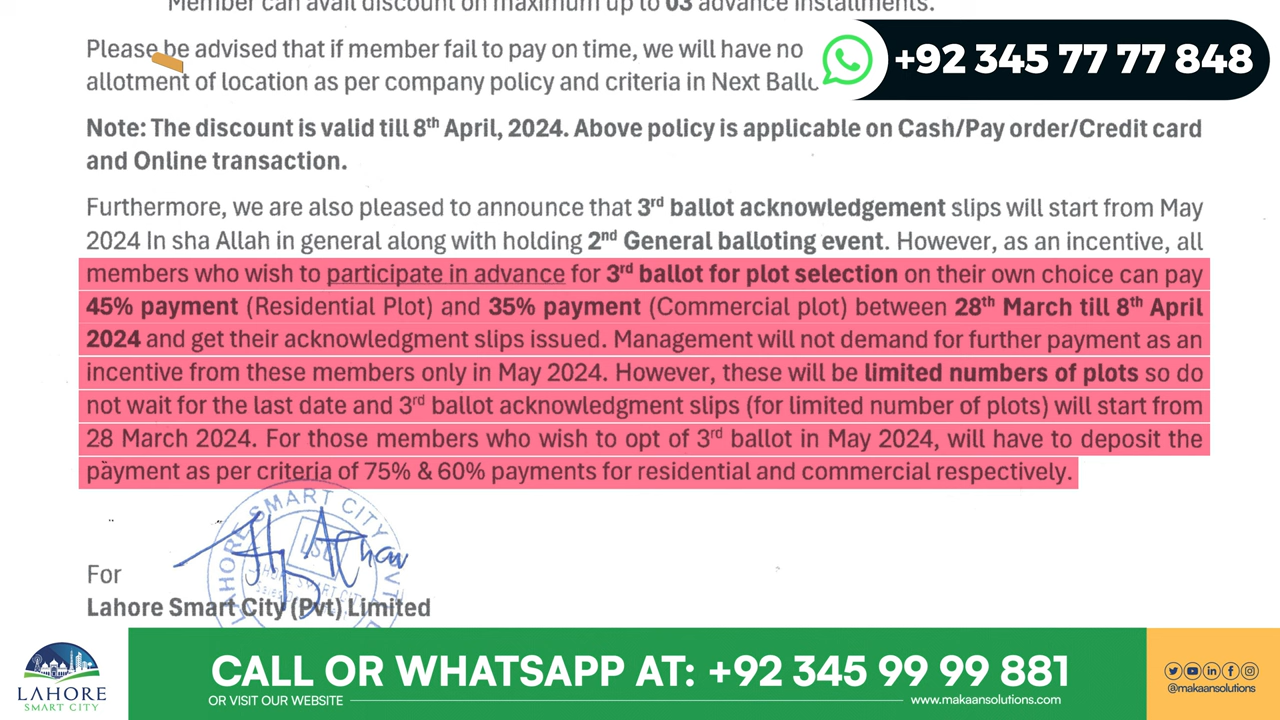 Member can avail discount on maximum up to 03 advance installments.
Please be advised that if member fail to pay on time, we will have no
allotment of location as per company policy and criteria in Next
+92 345 77 77 848
Note: The discount is valid till 8th April, 2024. Above policy is applicable on Cash/Pay order/Credit card
and Online transaction.
Furthermore, we are also pleased to announce that 3rd ballot acknowledgement slips will start from May
2024 In sha Allah in general along with holding 2nd General balloting event. However, as an incentive, all
members who wish to participate in advance for 3rd ballot for plot selection on their own choice can pay
45% payment (Residential Plot) and 35% payment (Commercial plot) between 28th March till 8th April
2024 and get their acknowledgment slips issued. Management will not demand for further payment as an
incentive from these members only in May 2024. However, these will be limited numbers of plots so do
not wait for the last date and 3rd ballot acknowledgment slips (for limited number of plots) will start from
28 March 2024. For those members who wish to opt of 3rd ballot in May 2024, will have to deposit the
payment as per criteria of 75% & 60% payments for residential and commercial respectively.
LAHORE SMART CITY
LSC
For
Lahore Smart City (Pvt) Limited
LAHORE
SMART CITY
CALL OR WHATSAPP AT: +92 345 99 99 881
OR VISIT OUR WEBSITE
www.makaansolutions.com
@makaansolutions